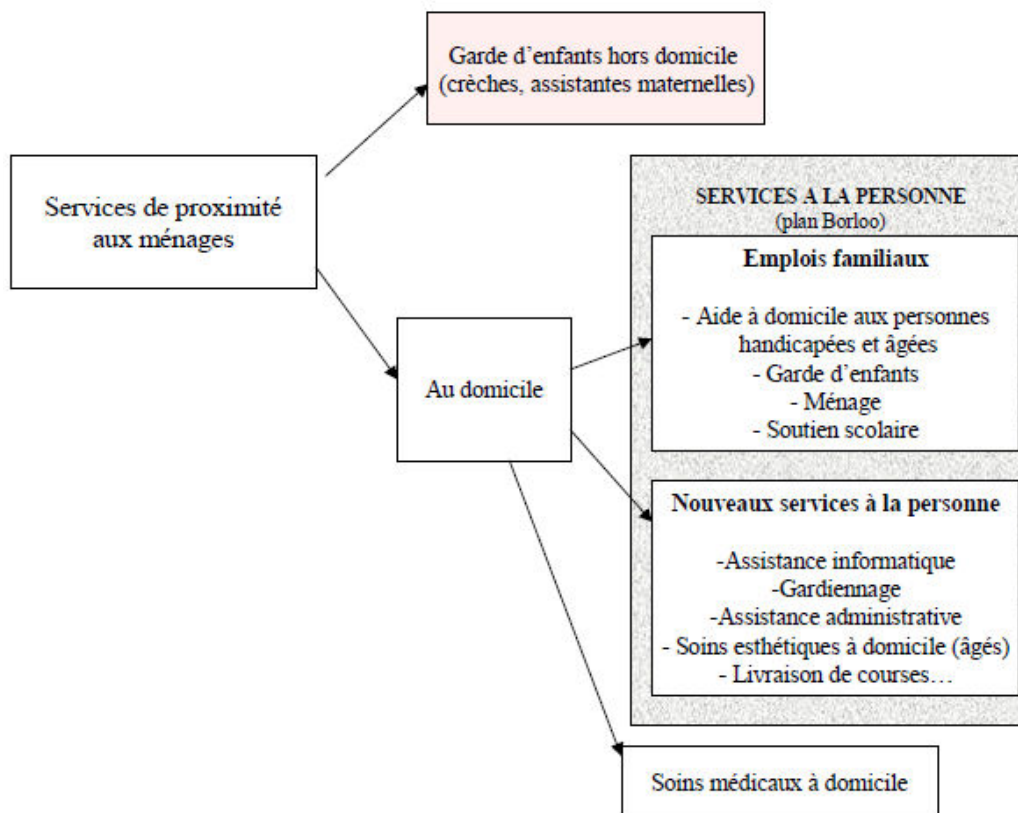 Garde d'enfants hors domicile
(crèches, assistantes maternelles)
Services de proximité
aux ménages
Au domicile
SERVICES A LA PERSONNE
(plan Borloo)
Emplois familiaux
- Aide à domicile aux personnes
handicapées et âgées
- Garde d'enfants
- Ménage
- Soutien scolaire
Nouveaux services à la personne
-Assistance informatique
-Gardiennage
-Assistance administrative
- Soins esthétiques à domicile (âgés)
- Livraison de courses…
Soins médicaux à domicile